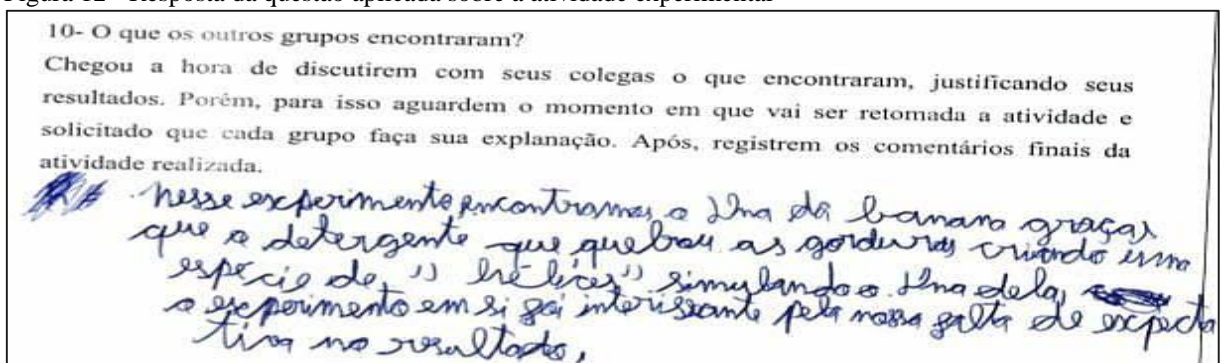 Figura 12 - Resposta da questão aplicada sobre a atividade experimental
10- O que os outros grupos encontraram?
Chegou a hora de discutirem com seus colegas o que encontraram, justificando seus
resultados. Porém, para isso aguardem o momento em que vai ser retomada a atividade e
solicitado que cada grupo faça sua explanação. Após, registrem os comentários finais da
atividade realizada.
nesse experimento encontramos o Dna da banana graças
que o detergente que quebrou as gorduras criando uma
espécie de "hélices" simulando o dna dela,
o experimento em si foi interissante pela nossa falta de expecta
tiva no resultado,